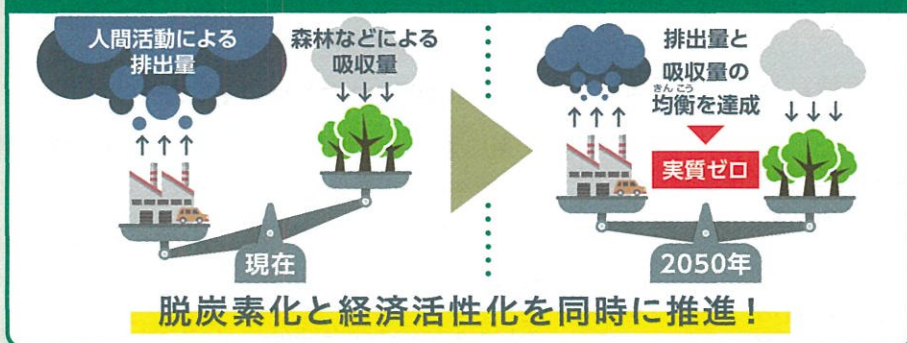 人間活動による
排出量
森林などによる
吸収量
現在
排出量と
吸収量の
きんこう
均衡を達成
実質ゼロ
2050年
脱炭素化と経済活性化を同時に推進！